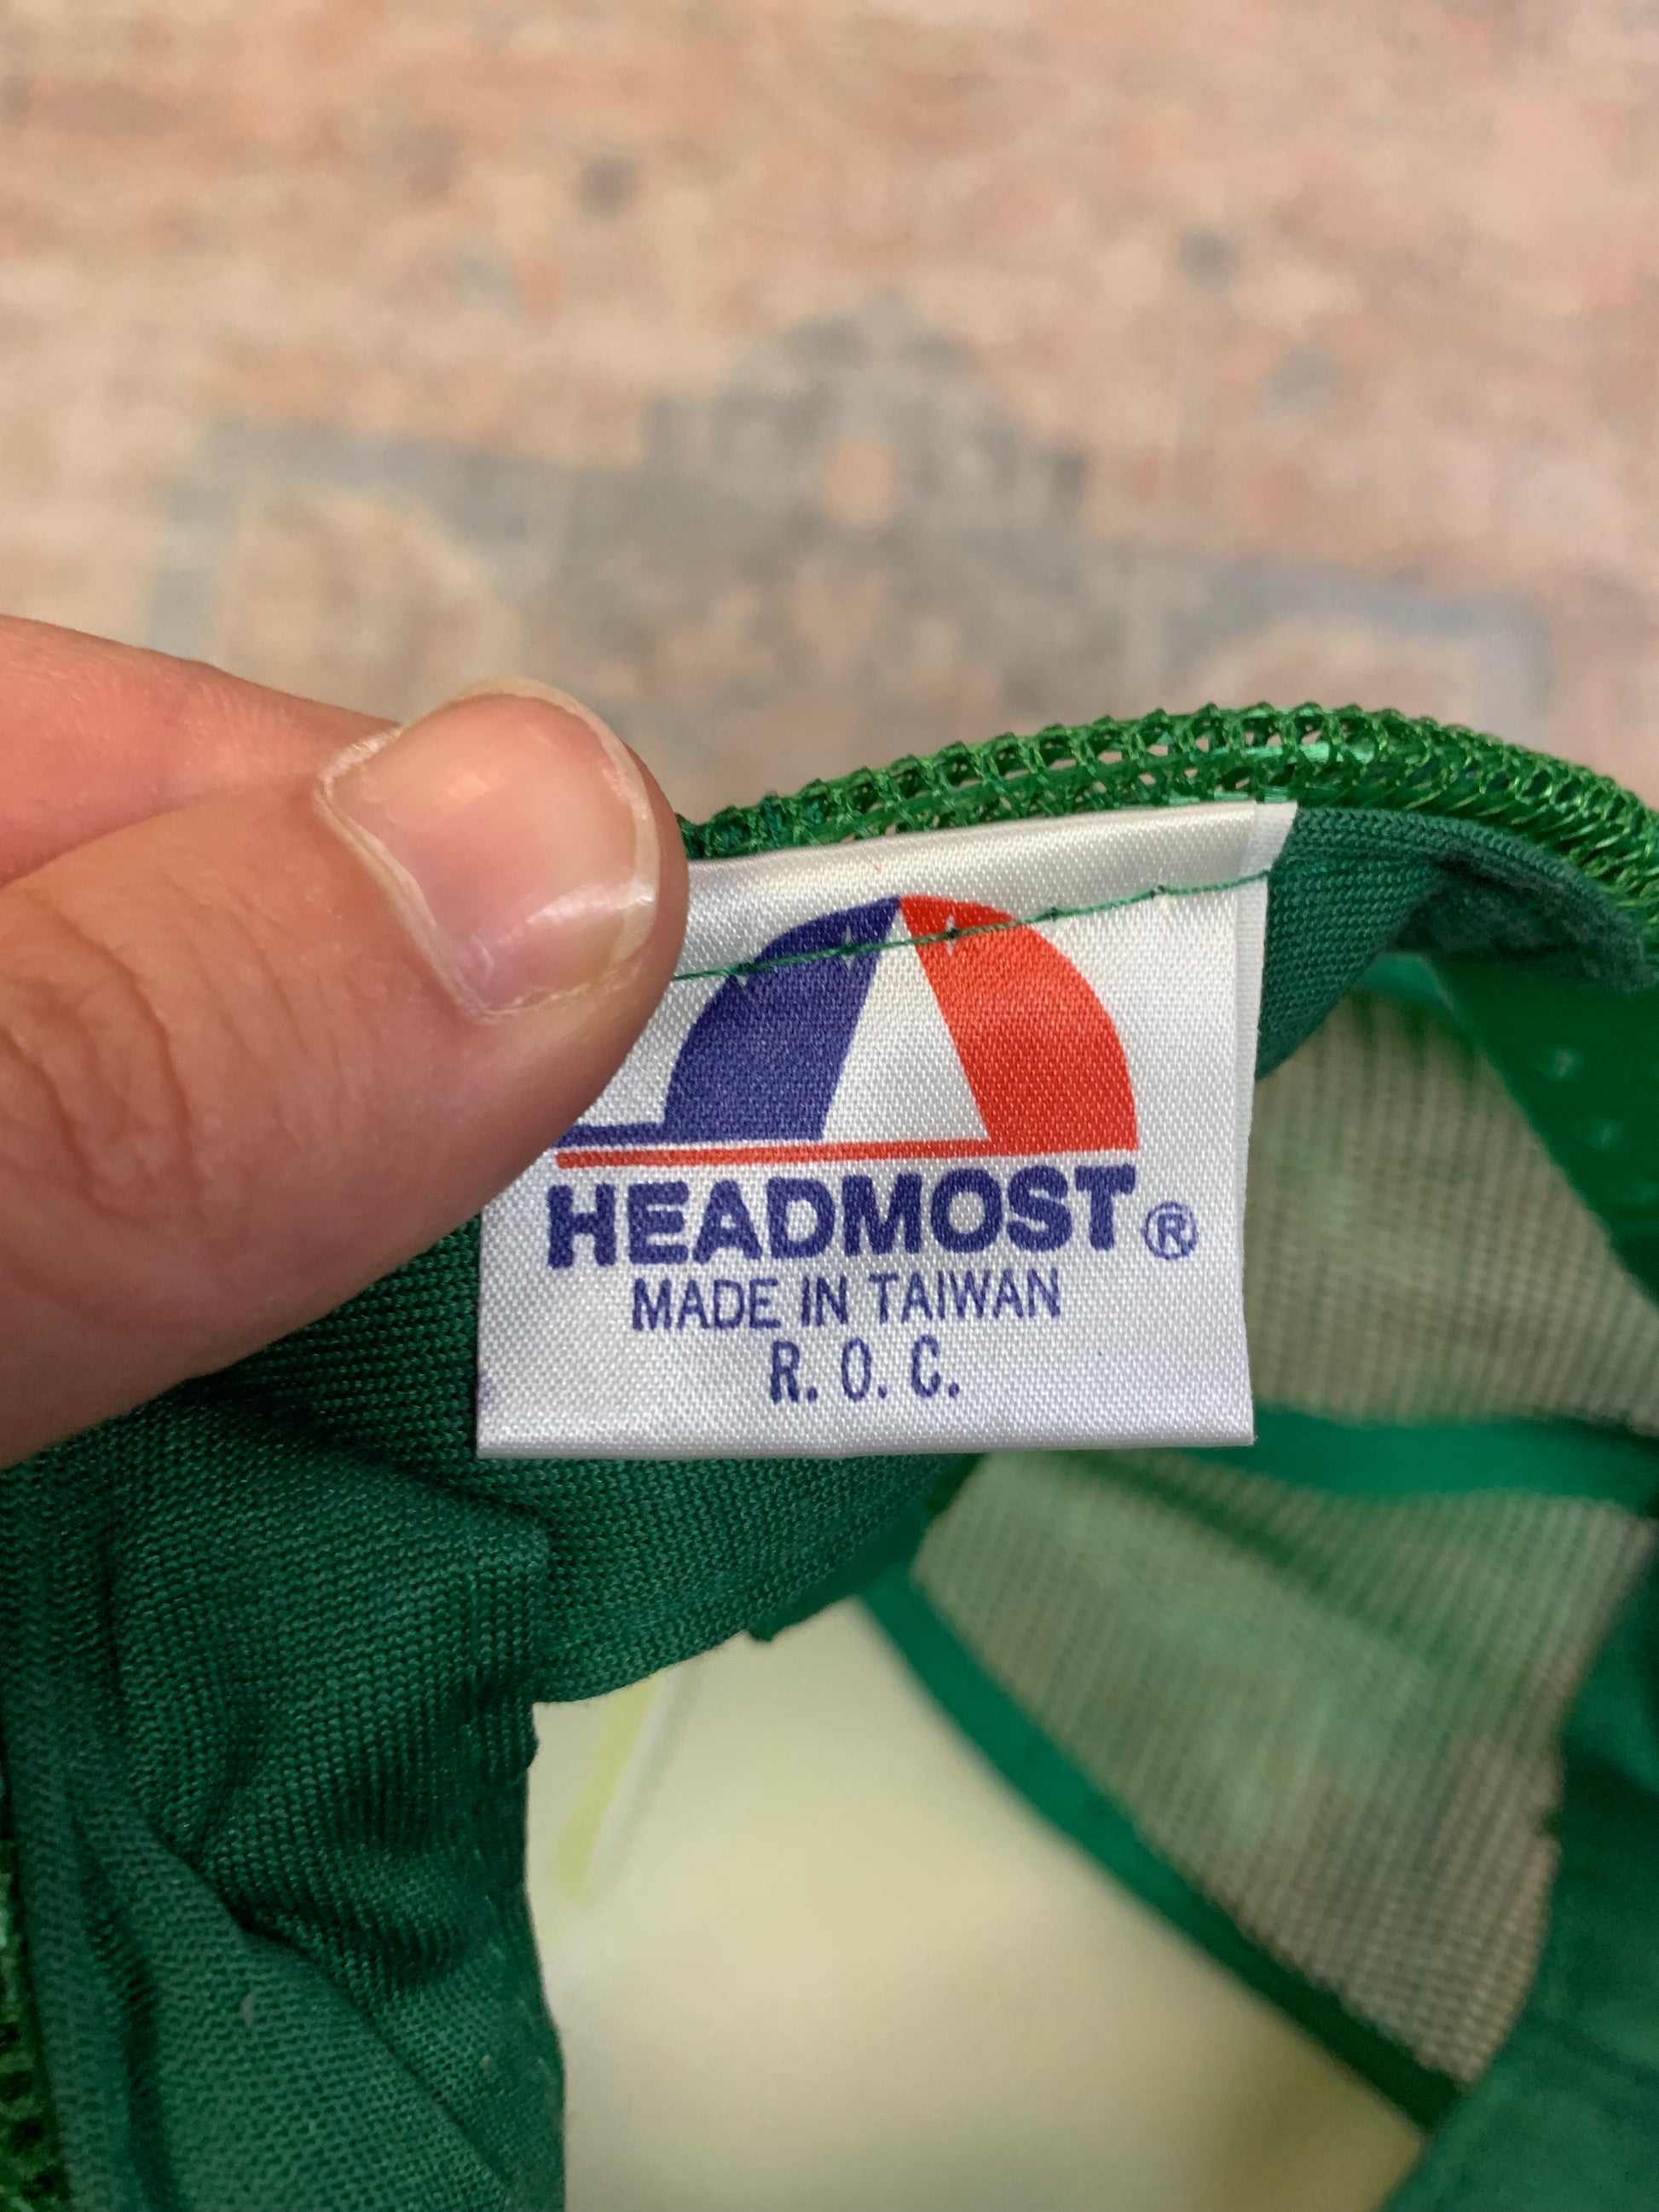 HEADMOST®
MADE IN TAIWAN
R. O. C.